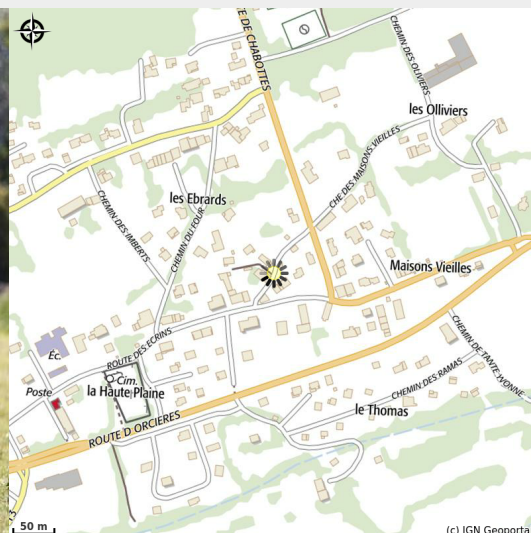 TE DE CHABOTTES
CHEMIN DES OLIVIERS
les Olliviers
CHE DES MAISONS VIEILLES
les Ebrards
CHEMIN DES IMBERTS
CHEMIN DU FOUR
Maisons Vieilles
ROUTE DES ECRINS
CHEMIN DE TANTE-YVONNE
Éc.
Poste
Cim.
la Haute Plaine
CHEMIN DES RAMAS
le Thomas
ROUTE D ORCIERES
50 m
(c) IGN Geoporta